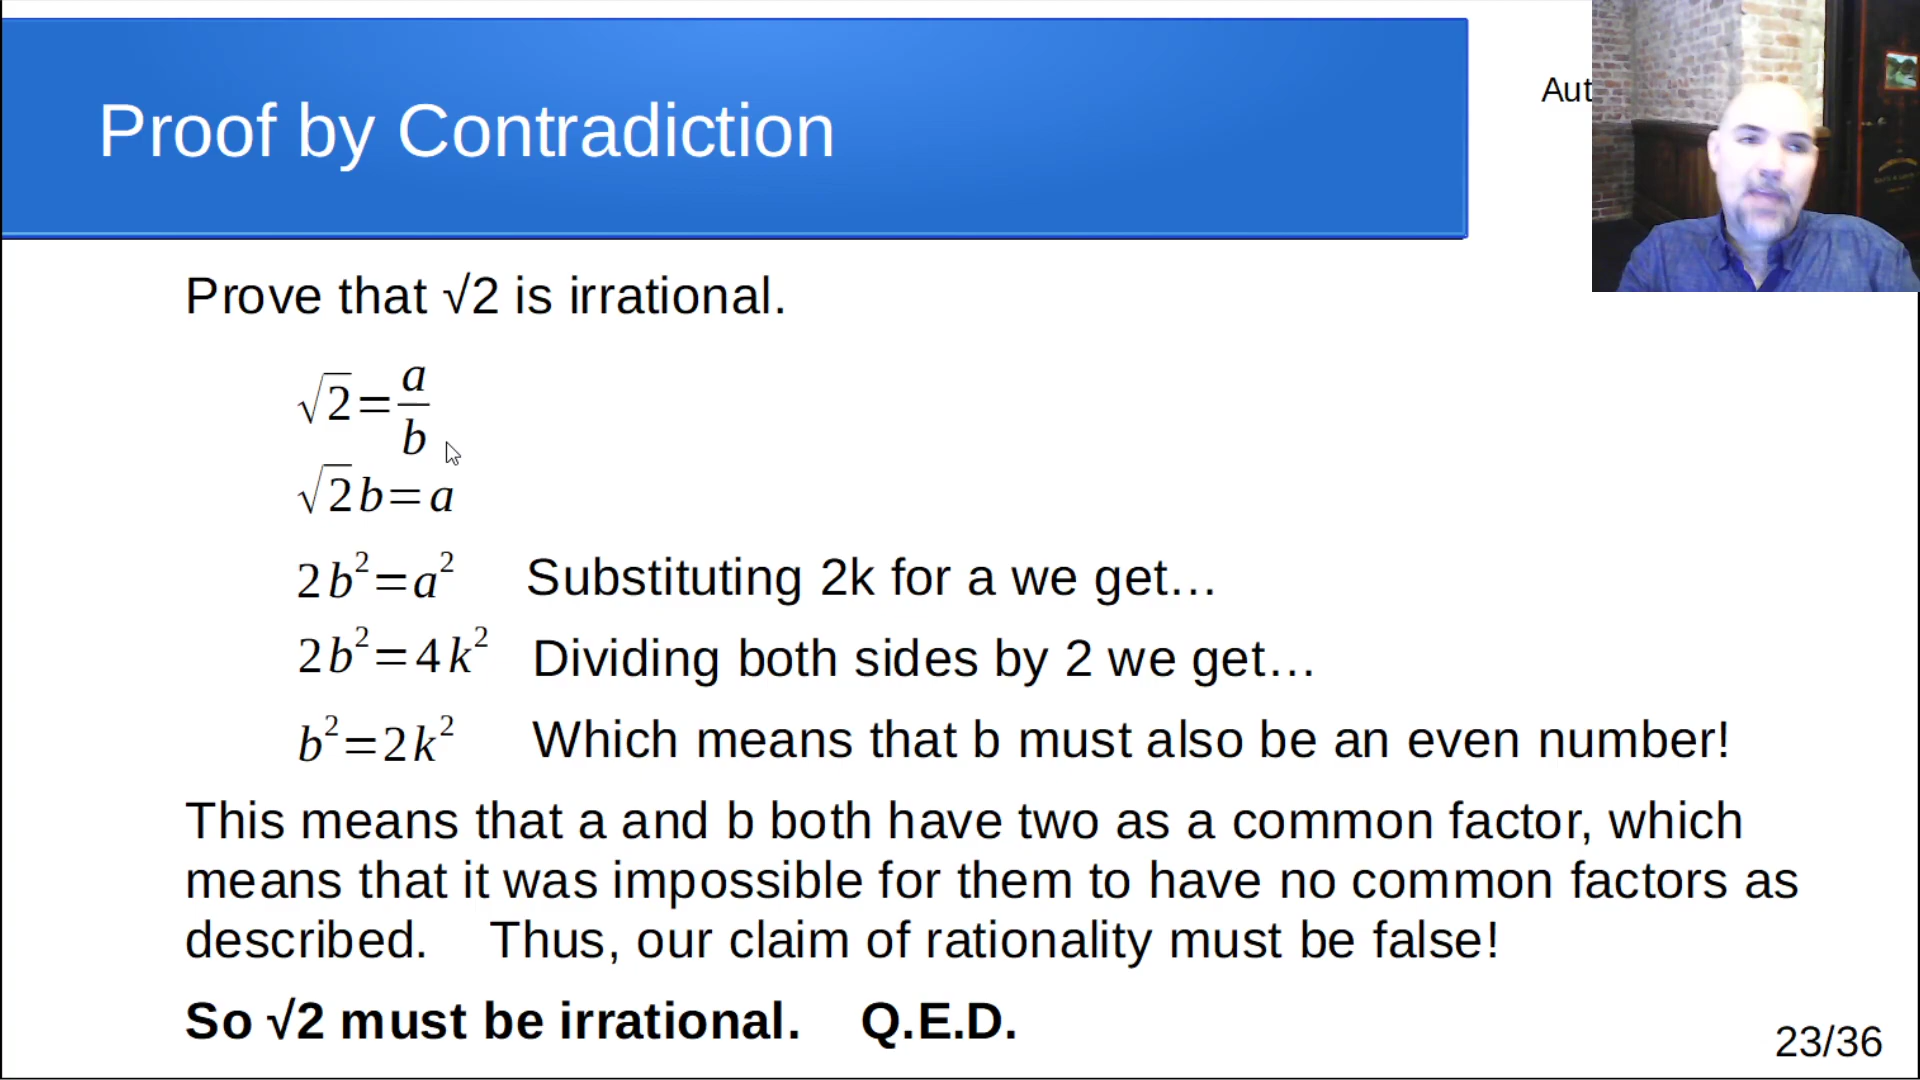 Proof by Contradiction
Aut
Prove that √2 is irrational.
√2=a/b
√2b=a
2b²=a² Substituting 2k for a we get…
2b²=4k² Dividing both sides by 2 we get…
b²=2k² Which means that b must also be an even number!
This means that a and b both have two as a common factor, which
means that it was impossible for them to have no common factors as
described. Thus, our claim of rationality must be false!
So √2 must be irrational. Q.E.D.
23/36